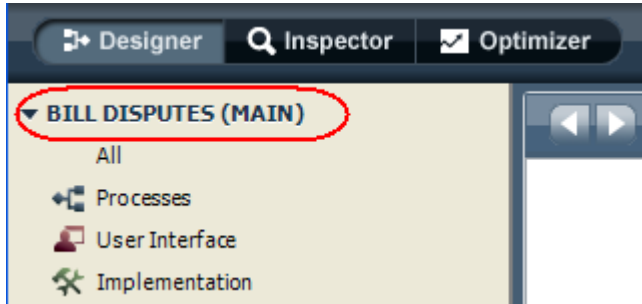 Designer Inspector Optimizer
BILL DISPUTES (MAIN)
All
Processes
User Interface
Implementation